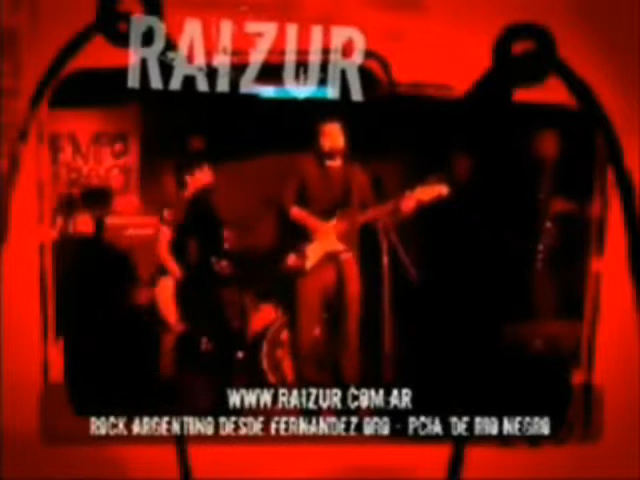 RAIZUR
WWW.RAIZUR.COM.AR
ROCK ARGENTINO DESDE FERNANDEZ ORO - PCIA DE RIO NEGRO